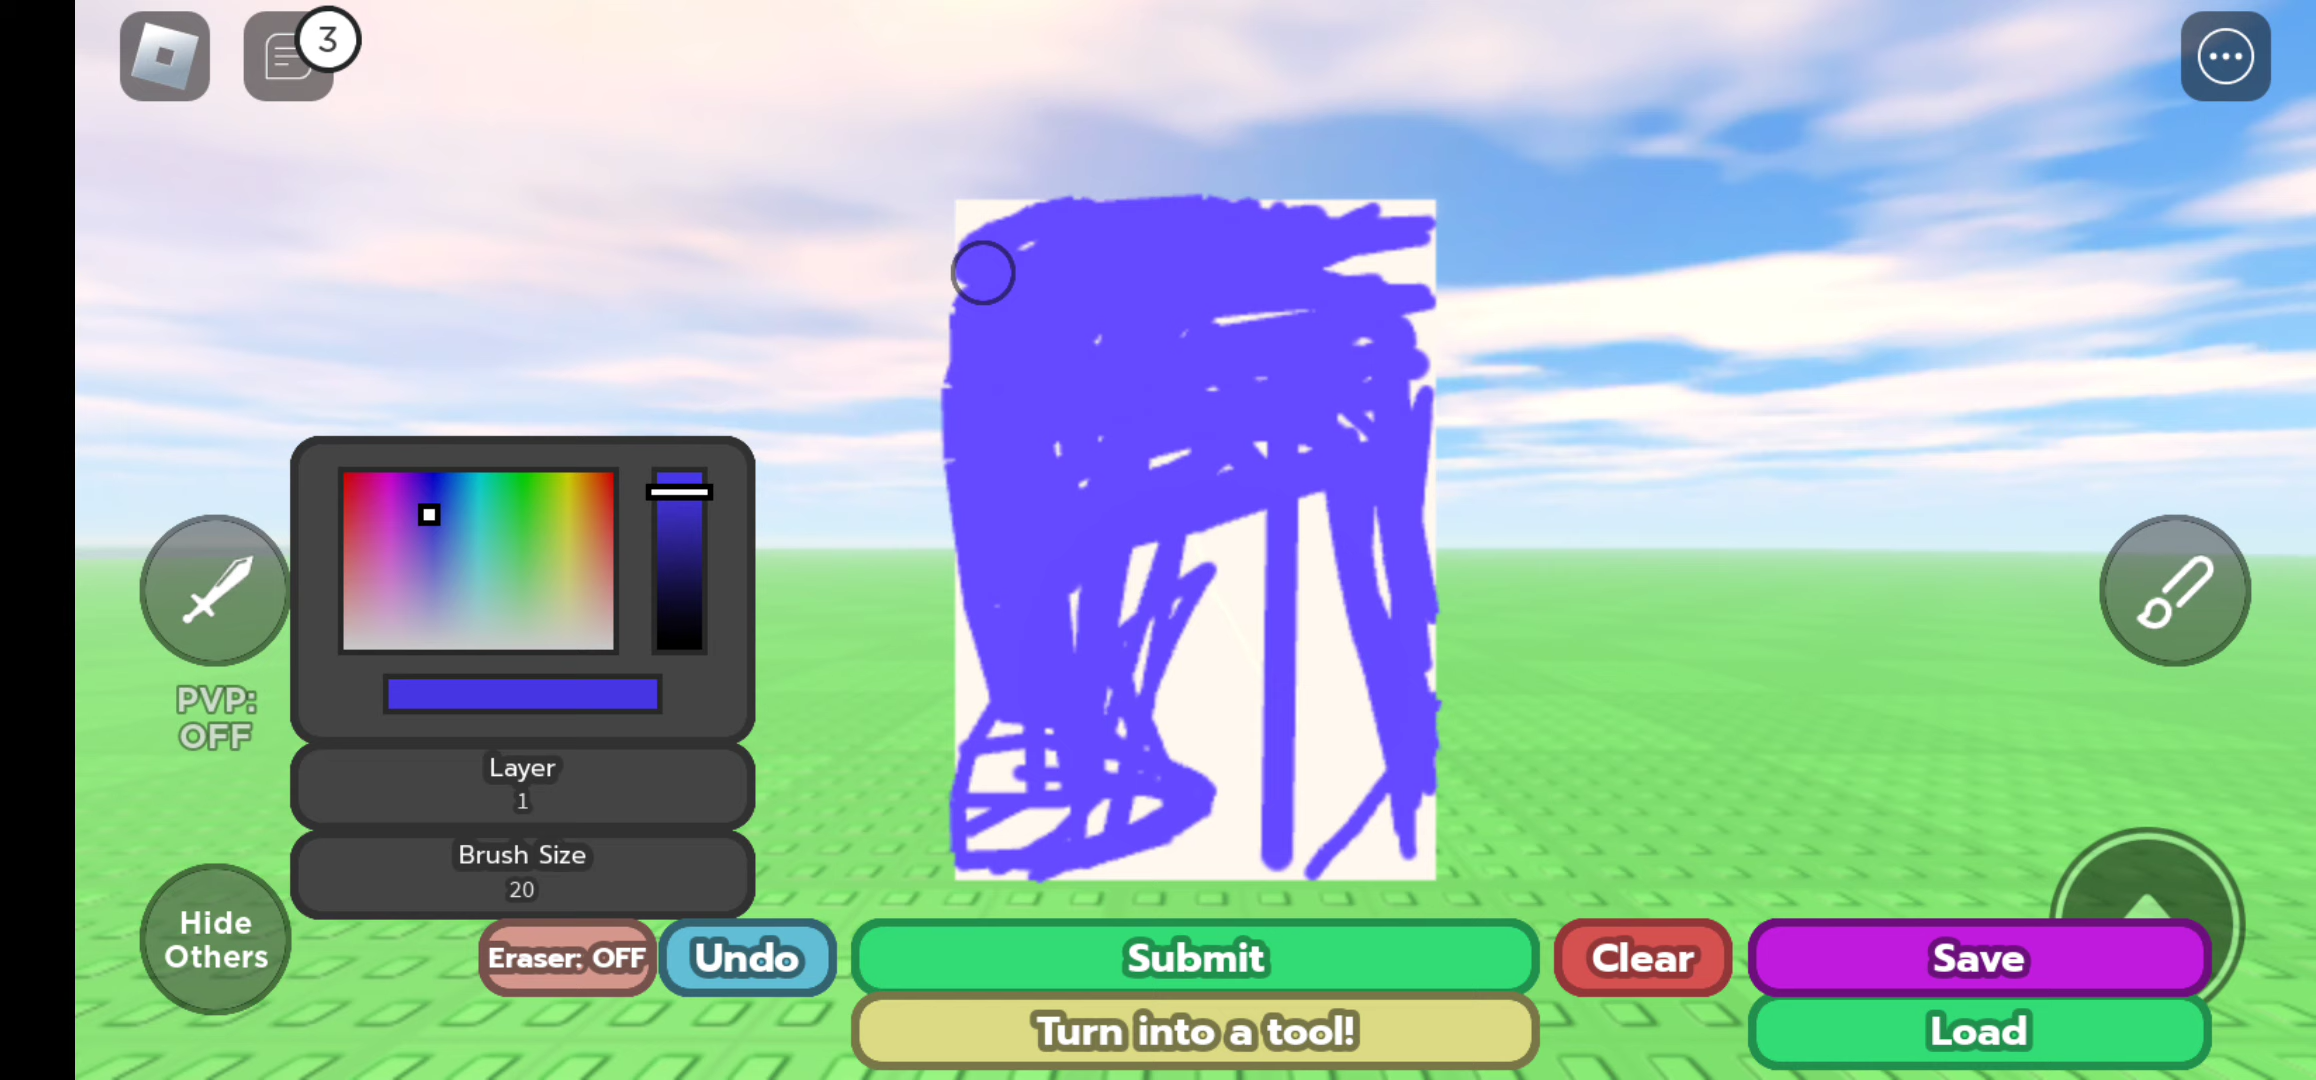 3
PVP:
OFF
Layer
1
Brush Size
20
Hide
Others
Eraser: OFF
Undo
Submit
Clear
Save
Turn into a tool!
Load